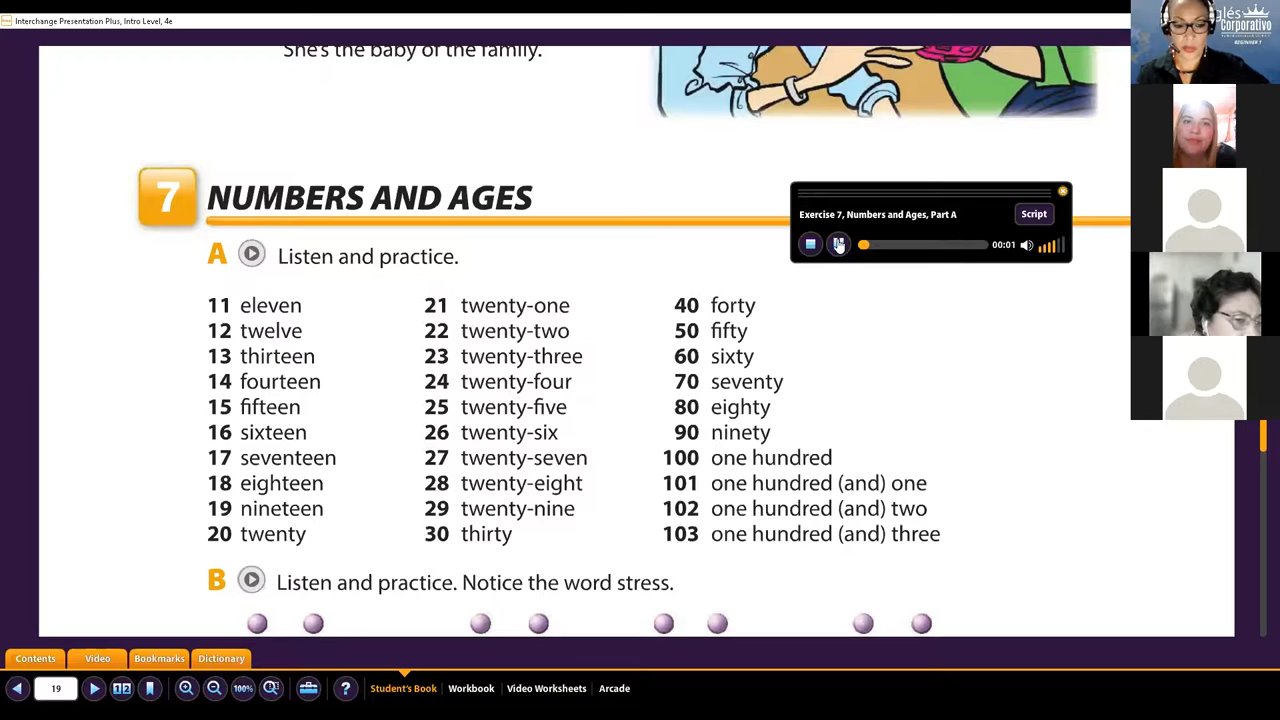 Interchange Presentation Plus, Intro Level, 4e
glés
Corporativo
BEGINNER 1
She's the baby of the family.
7 NUMBERS AND AGES
Exercise 7, Numbers and Ages, Part A
Script
00:01
A Listen and practice.
11 eleven 21 twenty-one 40 forty
12 twelve 22 twenty-two 50 fifty
13 thirteen 23 twenty-three 60 sixty
14 fourteen 24 twenty-four 70 seventy
15 fifteen 25 twenty-five 80 eighty
16 sixteen 26 twenty-six 90 ninety
17 seventeen 27 twenty-seven 100 one hundred
18 eighteen 28 twenty-eight 101 one hundred (and) one
19 nineteen 29 twenty-nine 102 one hundred (and) two
20 twenty 30 thirty 103 one hundred (and) three
B Listen and practice. Notice the word stress.
Contents Video Bookmarks Dictionary
19 12 100% ? Student's Book Workbook Video Worksheets Arcade